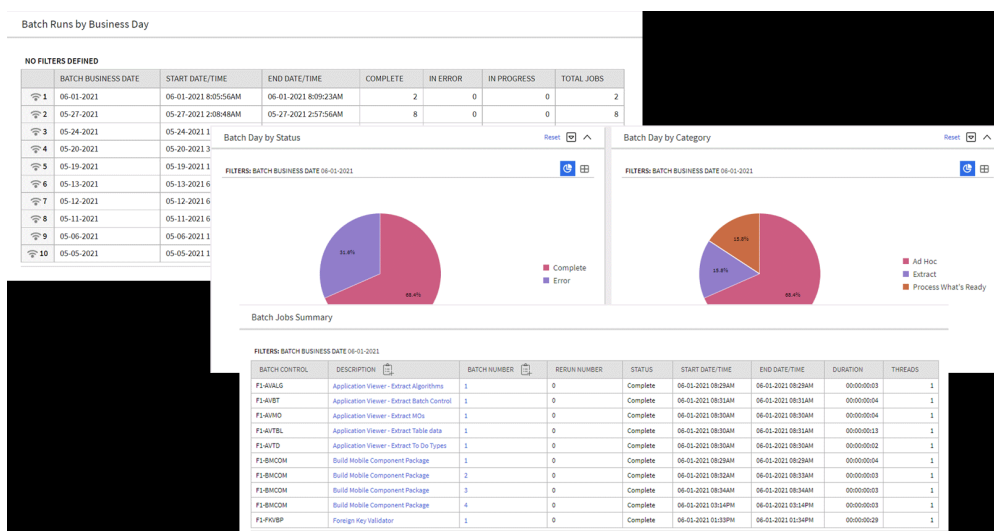 Batch Runs by Business Day
NO FILTERS DEFINED
BATCH BUSINESS DATE START DATE/TIME END DATE/TIME COMPLETE IN ERROR IN PROGRESS TOTAL JOBS
1 06-01-2021 06-01-2021 8:05:56AM 06-01-2021 8:09:23AM 2 0 0 2
2 05-27-2021 05-27-2021 2:08:48AM 05-27-2021 2:57:56AM 8 0 0 8
3 05-24-2021 05-24-2021 1
4 05-20-2021 05-20-2021 3
5 05-19-2021 05-19-2021 1
6 05-13-2021 05-13-2021 6
7 05-12-2021 05-12-2021 6
8 05-11-2021 05-11-2021 6
9 05-06-2021 05-06-2021 1
10 05-05-2021 05-05-2021 1
Batch Day by Status Reset
FILTERS: BATCH BUSINESS DATE 06-01-2021
31.6%
68.4%
Complete
Error
Batch Day by Category Reset
FILTERS: BATCH BUSINESS DATE 06-01-2021
15.8%
15.8%
68.4%
Ad Hoc
Extract
Process What's Ready
Batch Jobs Summary
FILTERS: BATCH BUSINESS DATE 06-01-2021
BATCH CONTROL DESCRIPTION BATCH NUMBER RERUN NUMBER STATUS START DATE/TIME END DATE/TIME DURATION THREADS
F1-AVALG Application Viewer - Extract Algorithms 1 0 Complete 06-01-2021 08:29AM 06-01-2021 08:29AM 00:00:00:03 1
F1-AVBT Application Viewer - Extract Batch Control 1 0 Complete 06-01-2021 08:31AM 06-01-2021 08:31AM 00:00:00:04 1
F1-AVMO Application Viewer - Extract MOs 1 0 Complete 06-01-2021 08:30AM 06-01-2021 08:30AM 00:00:00:04 1
F1-AVTBL Application Viewer - Extract Table data 1 0 Complete 06-01-2021 08:30AM 06-01-2021 08:31AM 00:00:00:13 1
F1-AVTD Application Viewer - Extract To Do Types 1 0 Complete 06-01-2021 08:30AM 06-01-2021 08:30AM 00:00:00:02 1
F1-BMCOM Build Mobile Component Package 1 0 Complete 06-01-2021 08:29AM 06-01-2021 08:29AM 00:00:00:04 1
F1-BMCOM Build Mobile Component Package 2 0 Complete 06-01-2021 08:32AM 06-01-2021 08:33AM 00:00:00:03 1
F1-BMCOM Build Mobile Component Package 3 0 Complete 06-01-2021 08:34AM 06-01-2021 08:34AM 00:00:00:03 1
F1-BMCOM Build Mobile Component Package 4 0 Complete 06-01-2021 03:14PM 06-01-2021 03:14PM 00:00:00:03 1
F1-FKVBP Foreign Key Validator 1 0 Complete 06-01-2021 01:33PM 06-01-2021 01:34PM 00:00:00:29 1